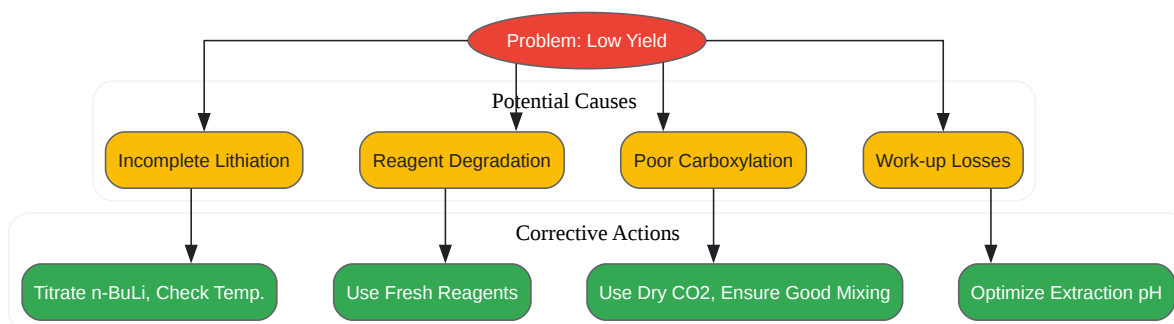 Problem: Low Yield
Potential Causes
Incomplete Lithiation
Reagent Degradation
Poor Carboxylation
Work-up Losses
Corrective Actions
Titrate n-BuLi, Check Temp.
Use Fresh Reagents
Use Dry CO2, Ensure Good Mixing
Optimize Extraction pH